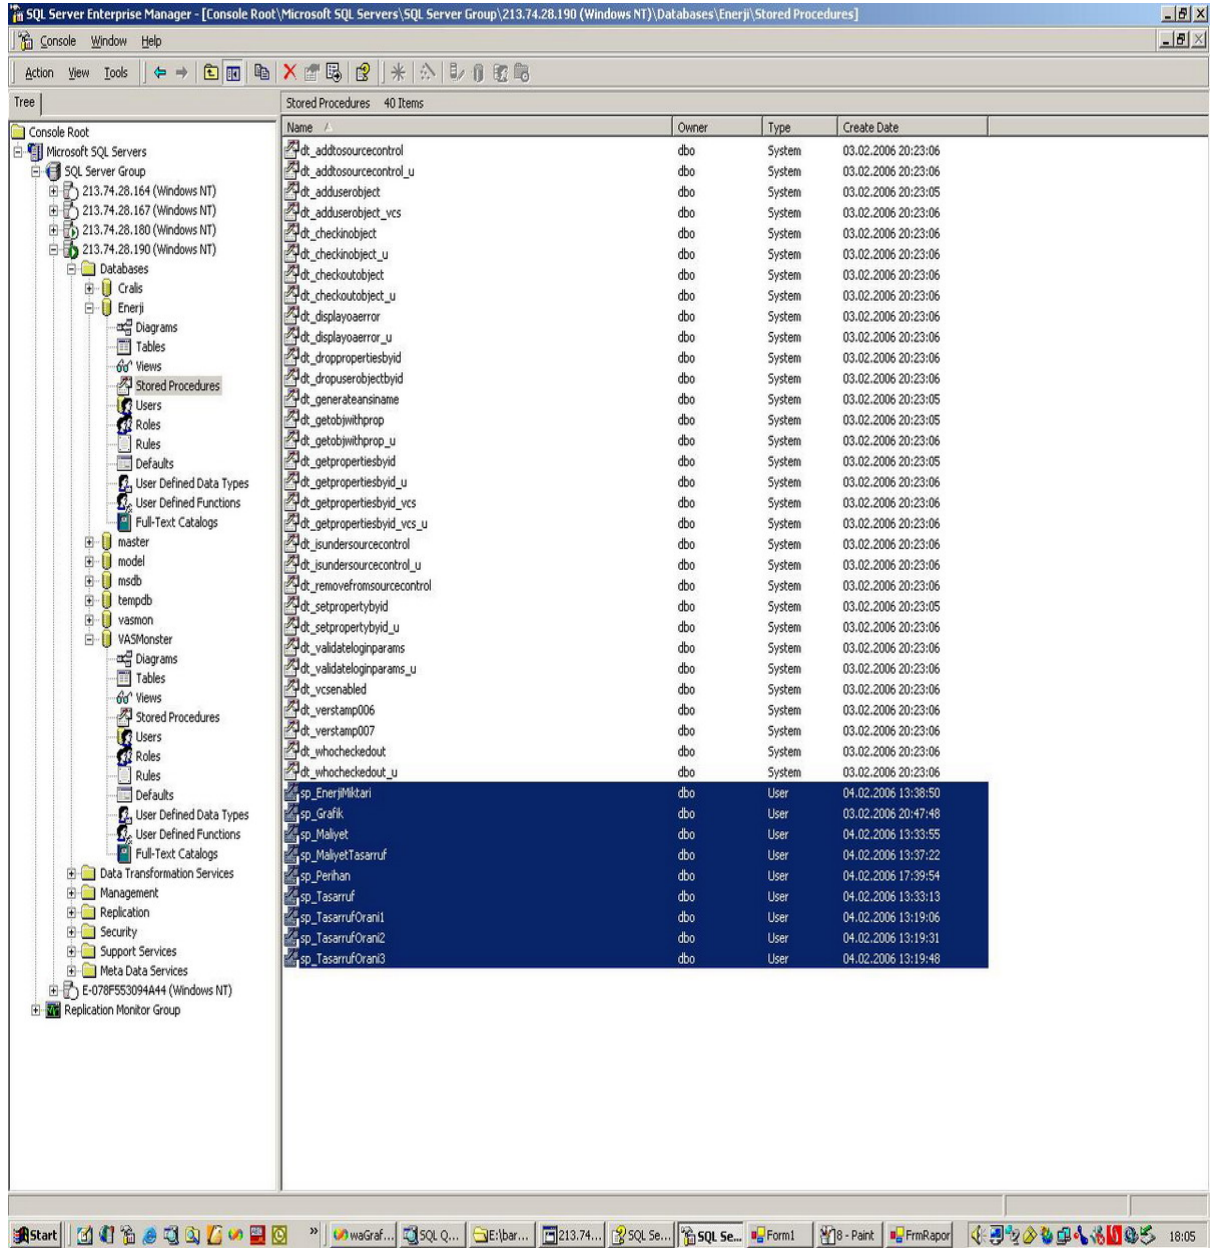 SQL Server Enterprise Manager - [Console Root\Microsoft SQL Servers\SQL Server Group\213.74.28.190 (Windows NT)\Databases\Enerji\Stored Procedures]
Console Window Help
Action View Tools
Tree
Stored Procedures 40 Items
Console Root
Microsoft SQL Servers
SQL Server Group
213.74.28.164 (Windows NT)
213.74.28.167 (Windows NT)
213.74.28.180 (Windows NT)
213.74.28.190 (Windows NT)
Databases
Cralis
Enerji
Diagrams
Tables
Views
Stored Procedures
Users
Roles
Rules
Defaults
User Defined Data Types
User Defined Functions
Full-Text Catalogs
master
model
msdb
tempdb
vasmon
VASMonster
Diagrams
Tables
Views
Stored Procedures
Users
Roles
Rules
Defaults
User Defined Data Types
User Defined Functions
Full-Text Catalogs
Data Transformation Services
Management
Replication
Security
Support Services
Meta Data Services
E-078F553094A44 (Windows NT)
Replication Monitor Group
Name Owner Type Create Date
dt_addtosourcecontrol dbo System 03.02.2006 20:23:06
dt_addtosourcecontrol_u dbo System 03.02.2006 20:23:06
dt_adduserobject dbo System 03.02.2006 20:23:05
dt_adduserobject_vcs dbo System 03.02.2006 20:23:06
dt_checkinobject dbo System 03.02.2006 20:23:06
dt_checkinobject_u dbo System 03.02.2006 20:23:06
dt_checkoutobject dbo System 03.02.2006 20:23:06
dt_checkoutobject_u dbo System 03.02.2006 20:23:06
dt_displayoaerror dbo System 03.02.2006 20:23:06
dt_displayoaerror_u dbo System 03.02.2006 20:23:06
dt_droppropertiesbyid dbo System 03.02.2006 20:23:06
dt_dropuserobjectbyid dbo System 03.02.2006 20:23:06
dt_generateansiname dbo System 03.02.2006 20:23:05
dt_getobjwithprop dbo System 03.02.2006 20:23:05
dt_getobjwithprop_u dbo System 03.02.2006 20:23:06
dt_getpropertiesbyid dbo System 03.02.2006 20:23:05
dt_getpropertiesbyid_u dbo System 03.02.2006 20:23:06
dt_getpropertiesbyid_vcs dbo System 03.02.2006 20:23:06
dt_getpropertiesbyid_vcs_u dbo System 03.02.2006 20:23:06
dt_isundersourcecontrol dbo System 03.02.2006 20:23:06
dt_isundersourcecontrol_u dbo System 03.02.2006 20:23:06
dt_removefromsourcecontrol dbo System 03.02.2006 20:23:06
dt_setpropertybyid dbo System 03.02.2006 20:23:05
dt_setpropertybyid_u dbo System 03.02.2006 20:23:06
dt_validateloginparams dbo System 03.02.2006 20:23:06
dt_validateloginparams_u dbo System 03.02.2006 20:23:06
dt_vcsenabled dbo System 03.02.2006 20:23:06
dt_verstamp006 dbo System 03.02.2006 20:23:06
dt_verstamp007 dbo System 03.02.2006 20:23:06
dt_whocheckedout dbo System 03.02.2006 20:23:06
dt_whocheckedout_u dbo System 03.02.2006 20:23:06
sp_EnerjiMiktari dbo User 04.02.2006 13:38:50
sp_Grafik dbo User 03.02.2006 20:47:48
sp_Maliyet dbo User 04.02.2006 13:33:55
sp_MaliyetTasarruf dbo User 04.02.2006 13:37:22
sp_Perihan dbo User 04.02.2006 17:39:54
sp_Tasarruf dbo User 04.02.2006 13:33:13
sp_TasarrufOrani1 dbo User 04.02.2006 13:19:06
sp_TasarrufOrani2 dbo User 04.02.2006 13:19:31
sp_TasarrufOrani3 dbo User 04.02.2006 13:19:48
Start » waGraf... SQL Q... E:\bar... 213.74... SQL Se... SQL Se... Form1 8 - Paint FrmRapor 18:05